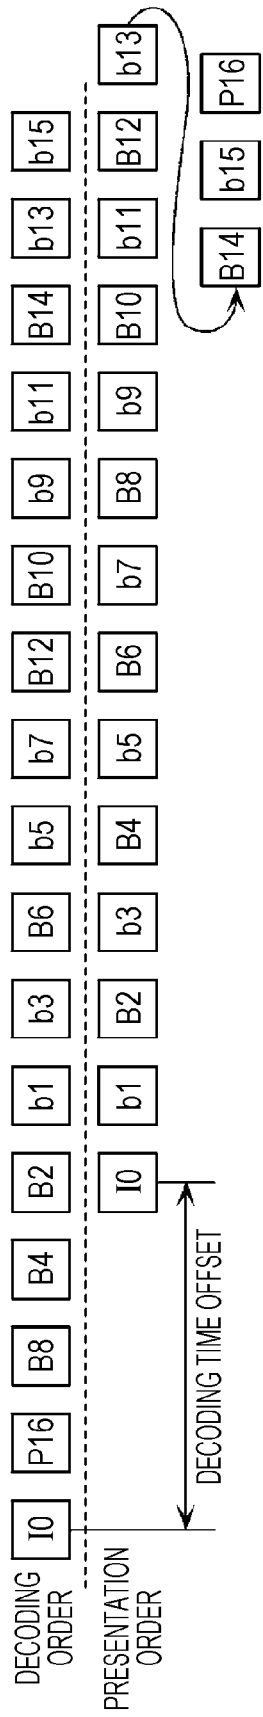 DECODING
ORDER
I0 P16 B8 B4 B2 b1 b3 B6 b5 b7 B12 B10 b9 b11 B14 b13 b15
PRESENTATION
ORDER
I0 b1 B2 b3 B4 b5 B6 b7 B8 b9 B10 b11 B12 b13
B14 b15 P16
DECODING TIME OFFSET